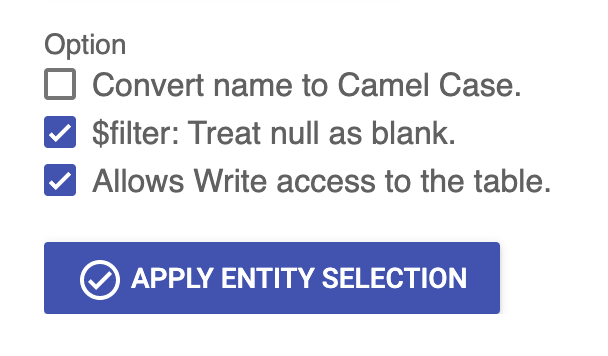 Option
Convert name to Camel Case.
$filter: Treat null as blank.
Allows Write access to the table.
APPLY ENTITY SELECTION